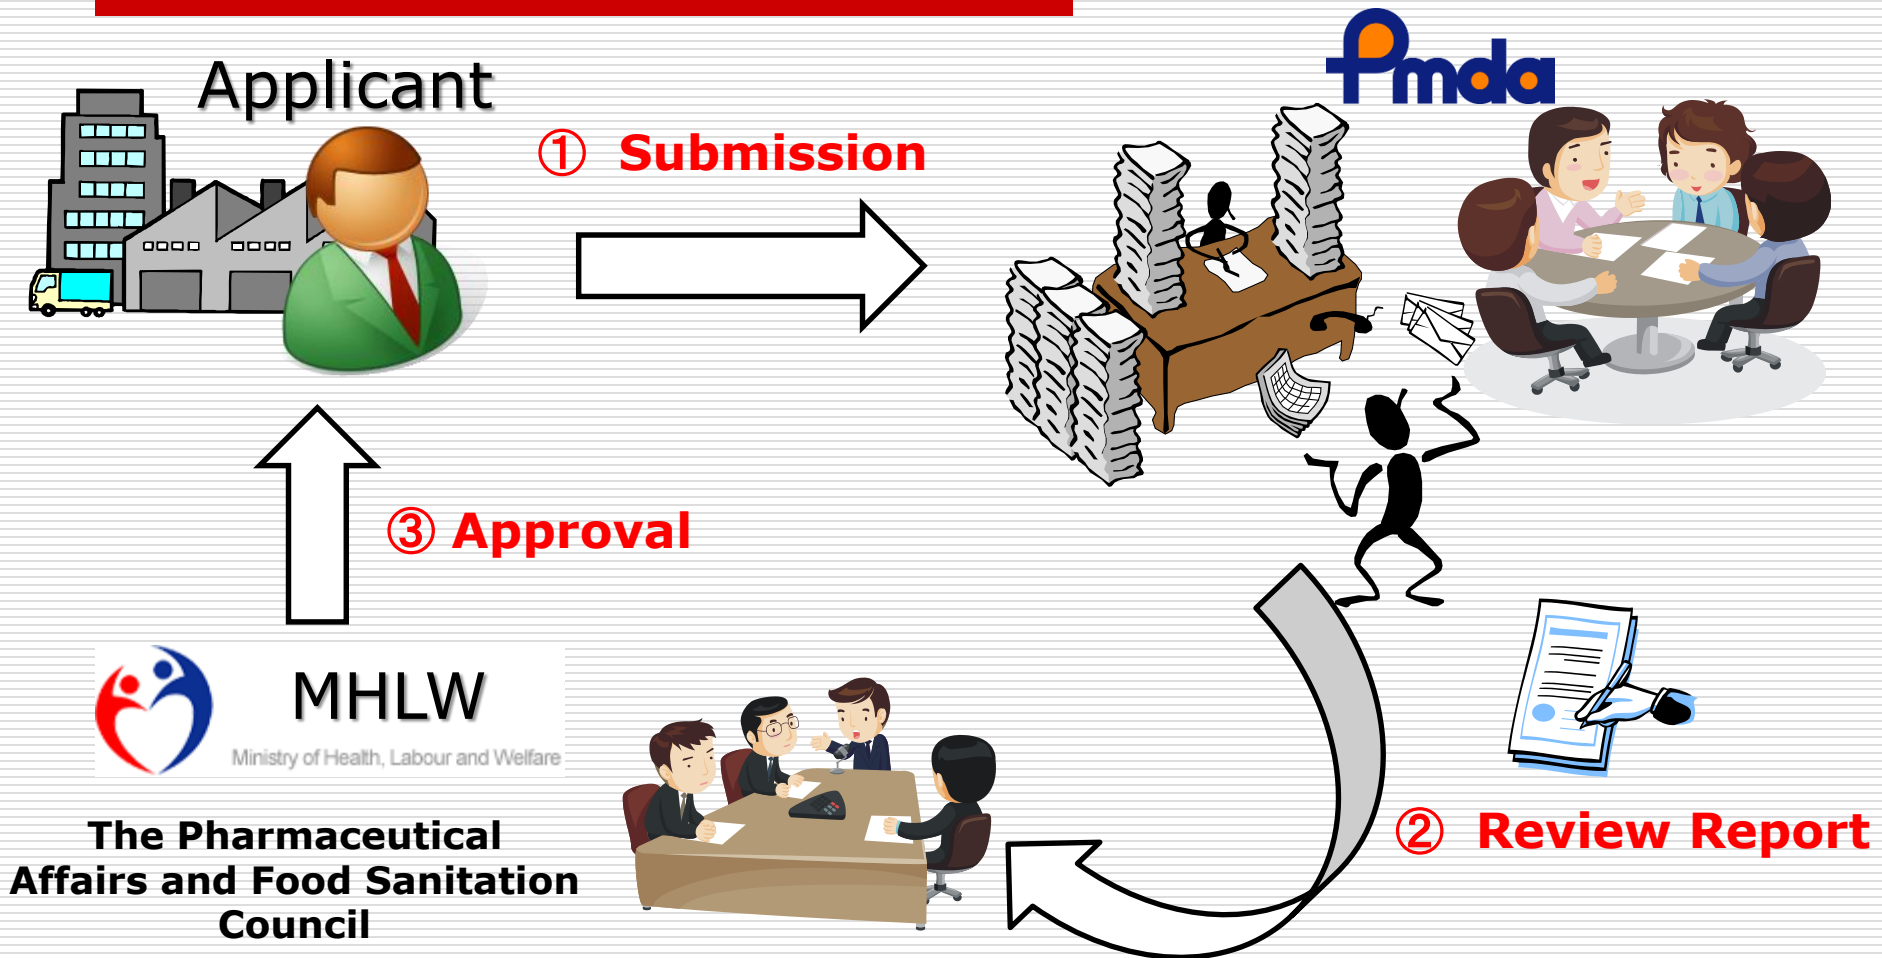 Applicant
① Submission
Pmda
③ Approval
MHLW
Ministry of Health, Labour and Welfare
The Pharmaceutical
Affairs and Food Sanitation
Council
② Review Report